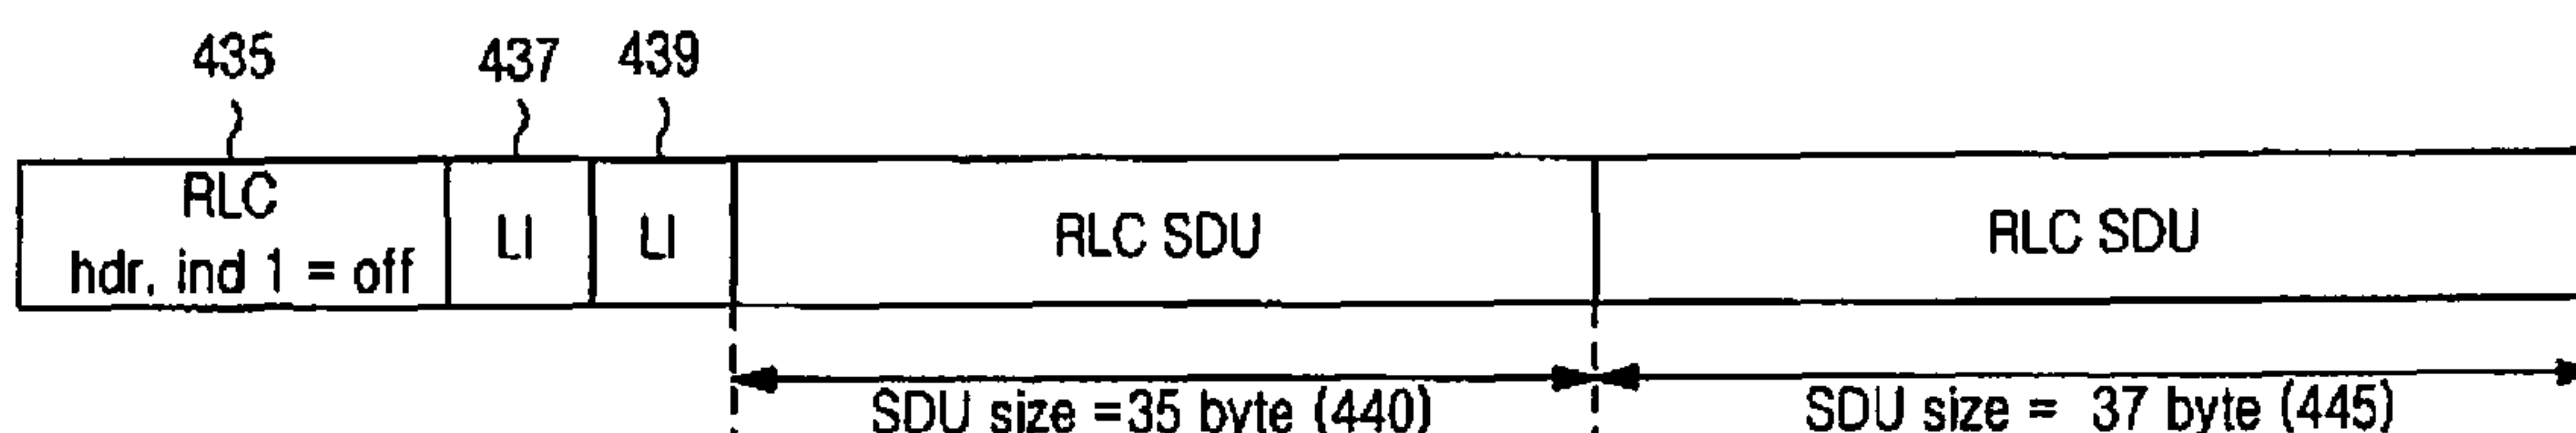 435 437 439
RLC
hdr, ind 1 = off
LI
LI
RLC SDU
RLC SDU
SDU size =35 byte (440)
SDU size = 37 byte (445)